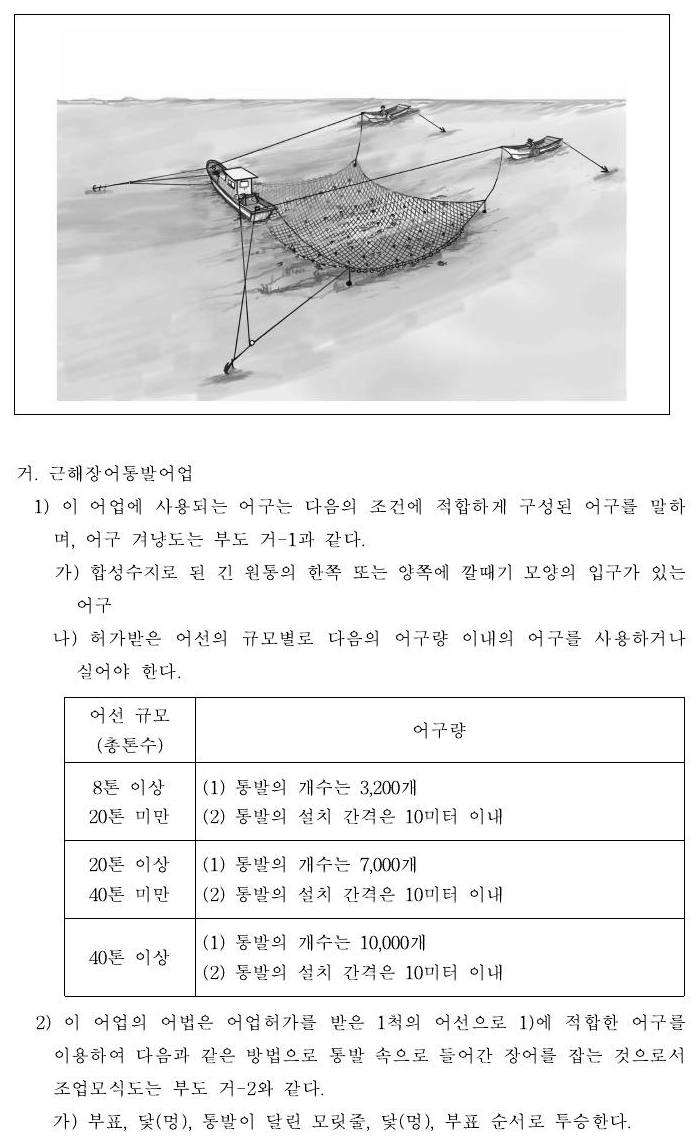 거. 근해장어통발어업
1) 이 어업에 사용되는 어구는 다음의 조건에 적합하게 구성된 어구를 말하
며, 어구 겨냥도는 부도 거-1과 같다.
가) 합성수지로 된 긴 원통의 한쪽 또는 양쪽에 깔때기 모양의 입구가 있는
어구
나) 허가받은 어선의 규모별로 다음의 어구량 이내의 어구를 사용하거나
실어야 한다.
어선 규모
(총톤수)
어구량
8톤 이상
20톤 미만
(1) 통발의 개수는 3,200개
(2) 통발의 설치 간격은 10미터 이내
20톤 이상
40톤 미만
(1) 통발의 개수는 7,000개
(2) 통발의 설치 간격은 10미터 이내
40톤 이상
(1) 통발의 개수는 10,000개
(2) 통발의 설치 간격은 10미터 이내
2) 이 어업의 어법은 어업허가를 받은 1척의 어선으로 1)에 적합한 어구를
이용하여 다음과 같은 방법으로 통발 속으로 들어간 장어를 잡는 것으로서
조업모식도는 부도 거-2와 같다.
가) 부표, 닻(멍), 통발이 달린 모릿줄, 닻(멍), 부표 순서로 투승한다.